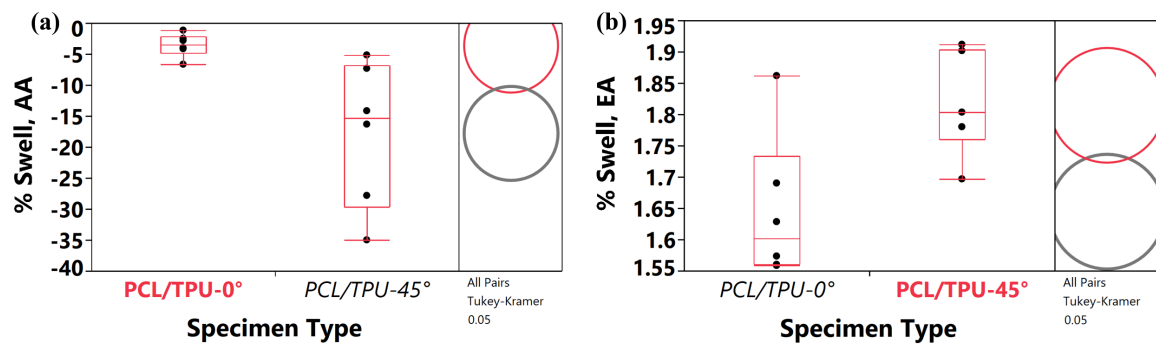 (a)
% Swell, AA
0
-5
-10
-15
-20
-25
-30
-35
-40
PCL/TPU-0°
PCL/TPU-45°
Specimen Type
All Pairs
Tukey-Kramer
0.05
(b)
% Swell, EA
1.95
1.9
1.85
1.8
1.75
1.7
1.65
1.6
1.55
PCL/TPU-0°
PCL/TPU-45°
Specimen Type
All Pairs
Tukey-Kramer
0.05